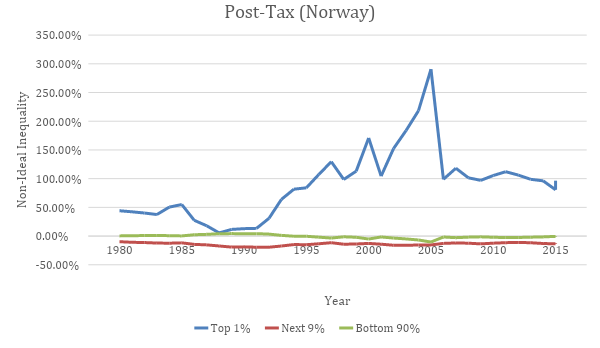 Post-Tax (Norway)
350.00%
300.00%
250.00%
200.00%
150.00%
100.00%
50.00%
0.00%
-50.00%
Non-Ideal Inequality
1980 1985 1990 1995 2000 2005 2010 2015
Year
Top 1% Next 9% Bottom 90%